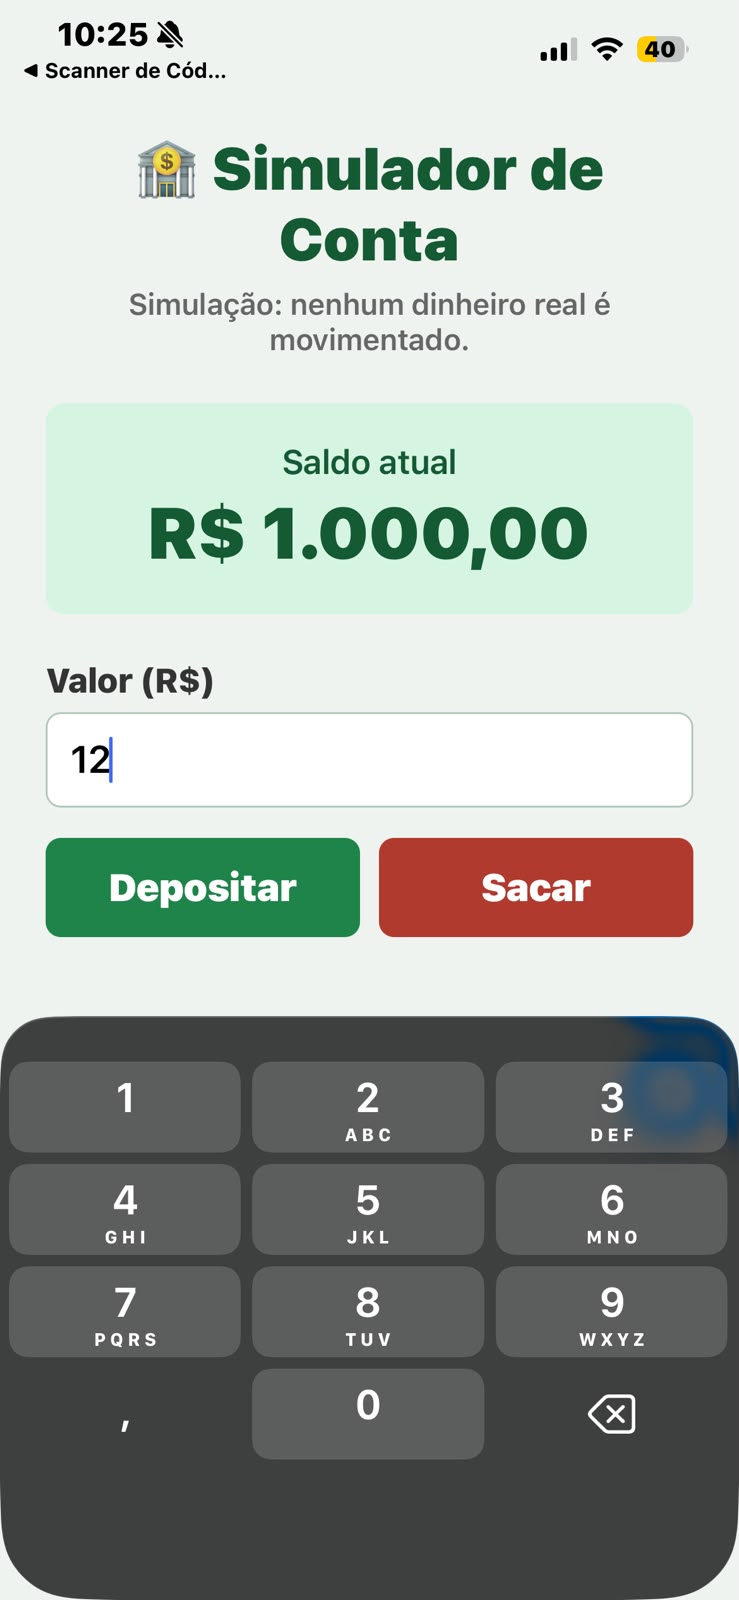 10:25
40
◀ Scanner de Cód...
Simulador de
Conta
Simulação: nenhum dinheiro real é
movimentado.
Saldo atual
R$ 1.000,00
Valor (R$)
12
Depositar Sacar
1 2 3
ABC DEF
4 5 6
GHI JKL MNO
7 8 9
PQRS TUV WXYZ
, 0